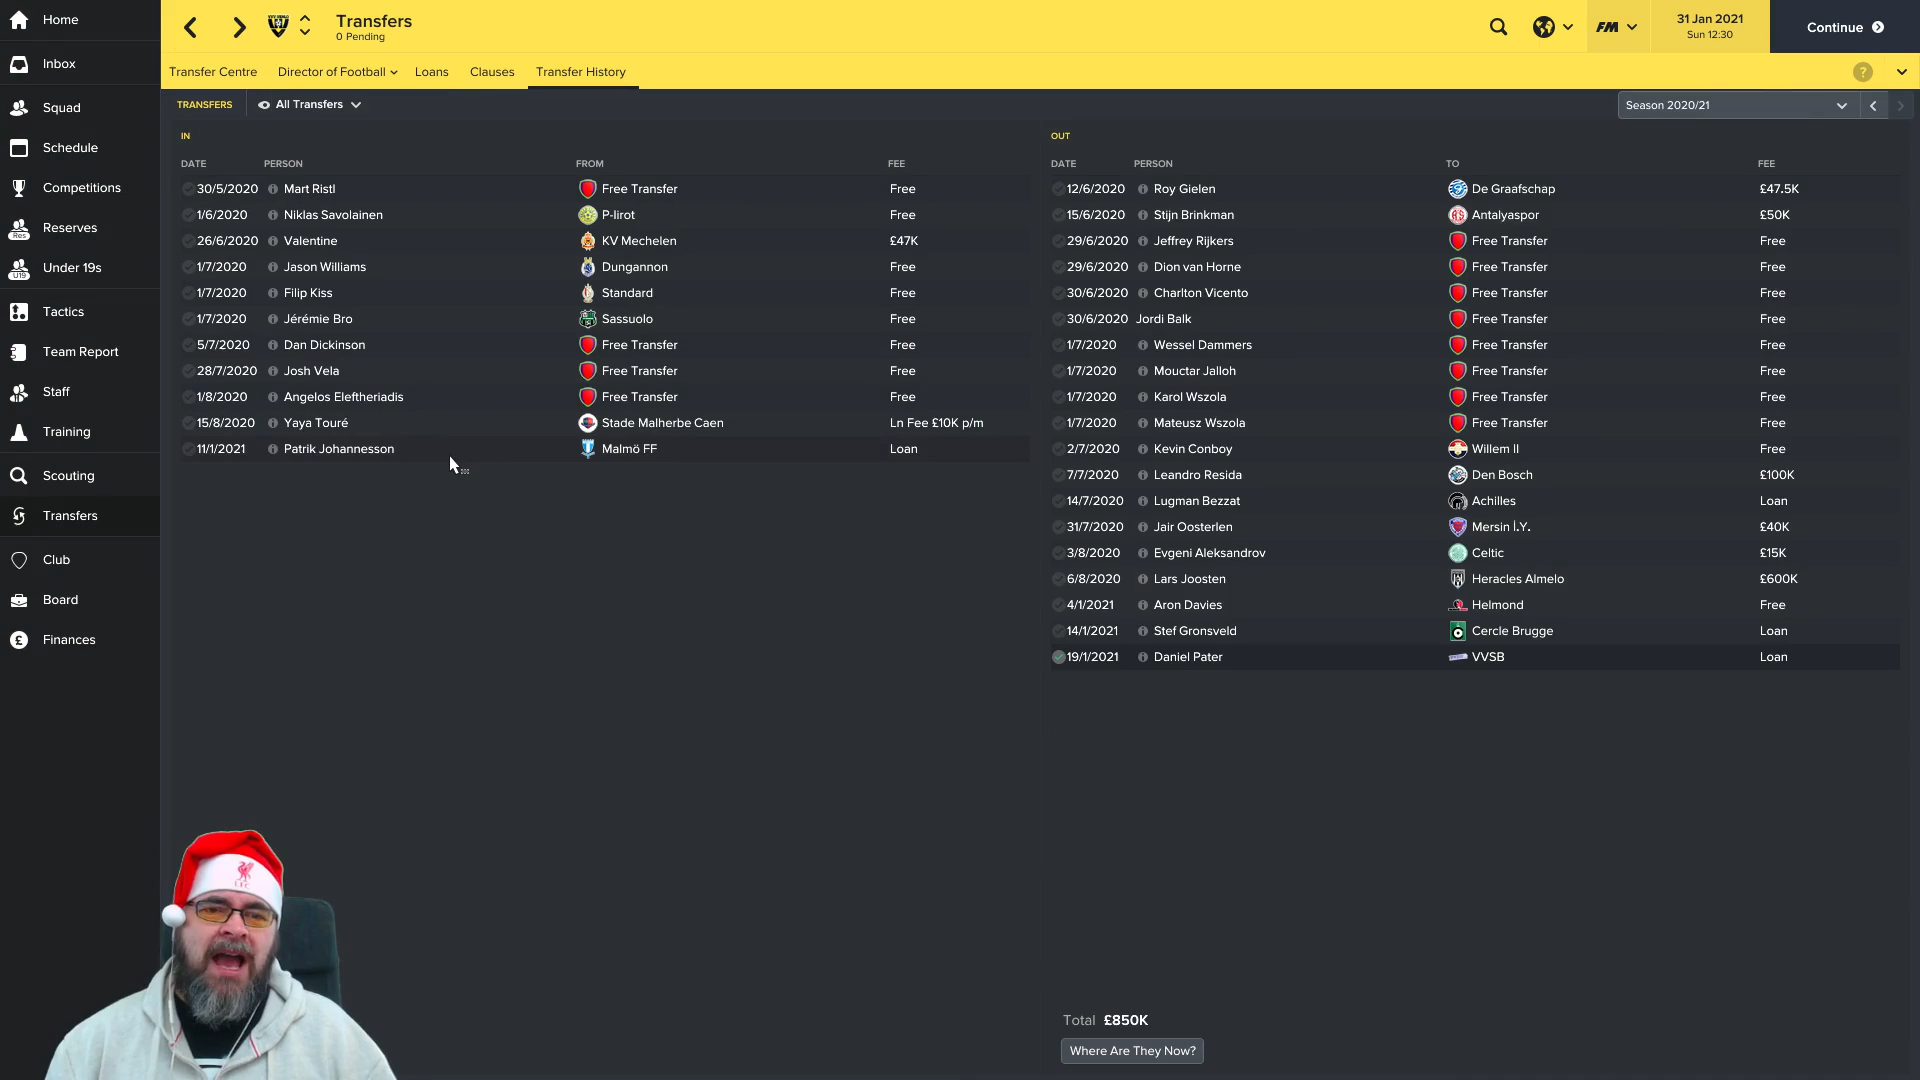 Home
Inbox
Squad
Schedule
Competitions
Reserves
Under 19s
Tactics
Team Report
Staff
Training
Scouting
Transfers
Club
Board
Finances
Transfers
0 Pending
FM
31 Jan 2021
Sun 12:30
Continue
Transfer Centre Director of Football Loans Clauses Transfer History
?
TRANSFERS All Transfers
Season 2020/21
IN
DATE PERSON FROM FEE
30/5/2020 Mart Ristl Free Transfer Free
1/6/2020 Niklas Savolainen P-Iirot Free
26/6/2020 Valentine KV Mechelen £47K
1/7/2020 Jason Williams Dungannon Free
1/7/2020 Filip Kiss Standard Free
1/7/2020 Jérémie Bro Sassuolo Free
5/7/2020 Dan Dickinson Free Transfer Free
28/7/2020 Josh Vela Free Transfer Free
1/8/2020 Angelos Eleftheriadis Free Transfer Free
15/8/2020 Yaya Touré Stade Malherbe Caen Ln Fee £10K p/m
11/1/2021 Patrik Johannesson Malmö FF Loan
OUT
DATE PERSON TO FEE
12/6/2020 Roy Gielen De Graafschap £47.5K
15/6/2020 Stijn Brinkman Antalyaspor £50K
29/6/2020 Jeffrey Rijkers Free Transfer Free
29/6/2020 Dion van Horne Free Transfer Free
30/6/2020 Charlton Vicento Free Transfer Free
30/6/2020 Jordi Balk Free Transfer Free
1/7/2020 Wessel Dammers Free Transfer Free
1/7/2020 Mouctar Jalloh Free Transfer Free
1/7/2020 Karol Wszola Free Transfer Free
1/7/2020 Mateusz Wszola Free Transfer Free
2/7/2020 Kevin Conboy Willem II Free
7/7/2020 Leandro Resida Den Bosch £100K
14/7/2020 Lugman Bezzat Achilles Loan
31/7/2020 Jair Oosterlen Mersin İ.Y. £40K
3/8/2020 Evgeni Aleksandrov Celtic £15K
6/8/2020 Lars Joosten Heracles Almelo £600K
4/1/2021 Aron Davies Helmond Free
14/1/2021 Stef Gronsveld Cercle Brugge Loan
19/1/2021 Daniel Pater VVSB Loan
Total £850K
Where Are They Now?